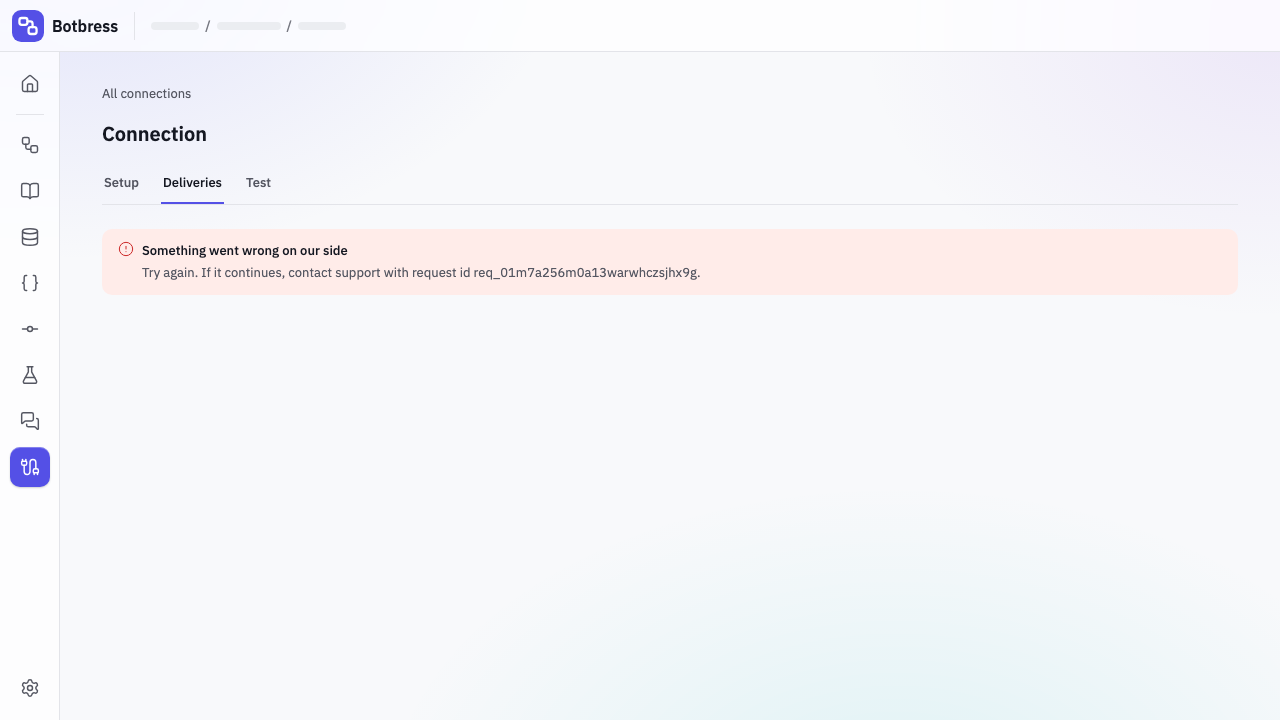 Botbress
/ /
All connections
Connection
Setup Deliveries Test
Something went wrong on our side
Try again. If it continues, contact support with request id req_01m7a256m0a13warwhczsjhx9g.